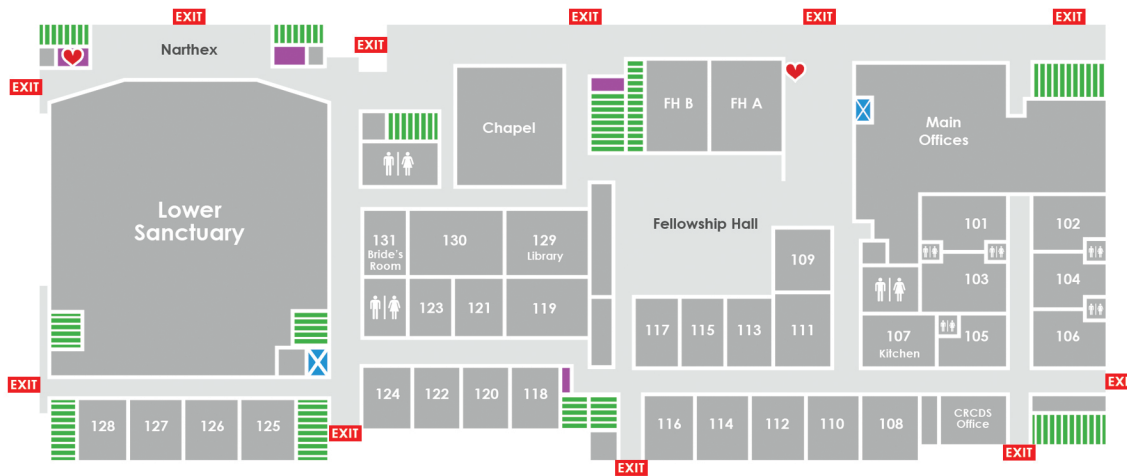 EXIT
EXIT
EXIT
EXIT
EXIT
Narthex
EXIT
FH B
FH A
Chapel
Main
Offices
Lower
Sanctuary
131
Bride's
Room
130
129
Library
Fellowship Hall
109
101
102
103
104
123
121
119
117
115
113
111
107
Kitchen
105
106
EXIT
EXIT
124
122
120
118
128
127
126
125
EXIT
116
114
112
110
108
CRCDS
Office
EXIT
EXIT